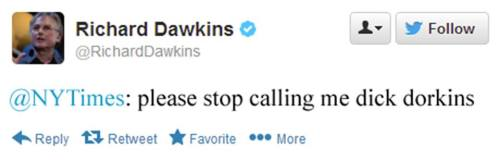 Richard Dawkins
Follow
@RichardDawkins
@NYTimes: please stop calling me dick dorkins
Reply Retweet Favorite More